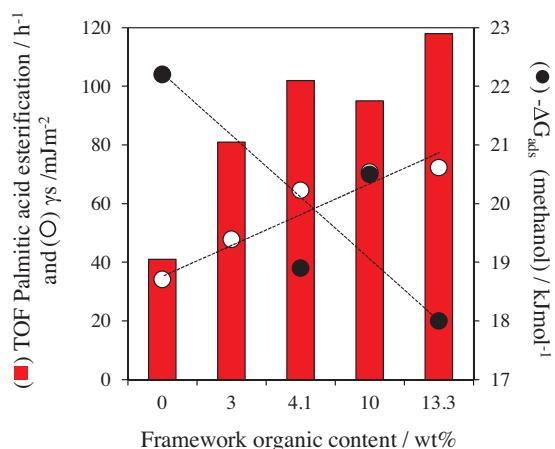 (■) TOF Palmitic acid esterification / h⁻¹
and (○) γs /mJm⁻²
120
100
80
60
40
20
0
23
22
21
20
19
18
17
(●) -ΔG_ads (methanol) / kJmol⁻¹
0 3 4.1 10 13.3
Framework organic content / wt%